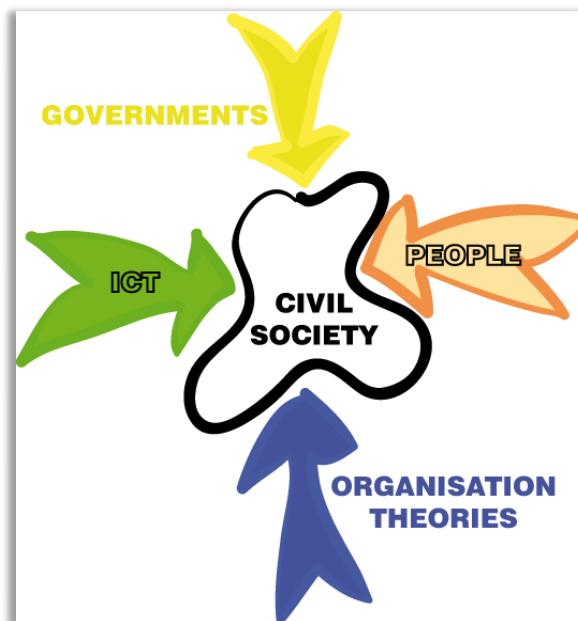 GOVERNMENTS
PEOPLE
ICT
CIVIL
SOCIETY
ORGANISATION
THEORIES